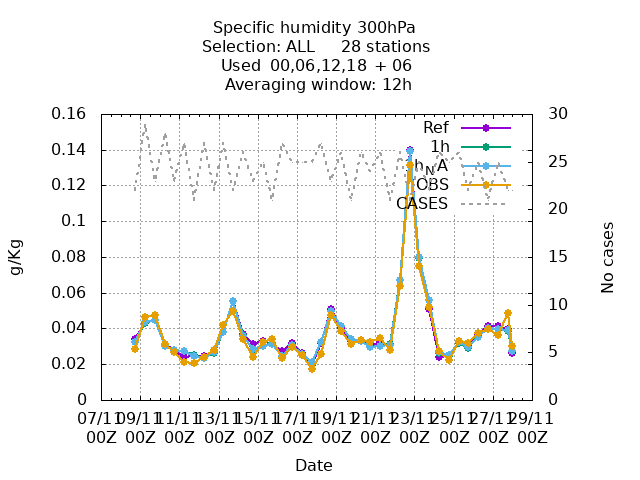 Specific humidity 300hPa
Selection: ALL 28 stations
Used 00,06,12,18 + 06
Averaging window: 12h
0.16
0.14
0.12
0.1
0.08
0.06
0.04
0.02
0
30
25
20
15
10
5
0
Ref
1h
h_NA
OBS
CASES
g/Kg
No cases
07/11 09/11 11/11 13/11 15/11 17/11 19/11 21/11 23/11 25/11 27/11 29/11
00Z 00Z 00Z 00Z 00Z 00Z 00Z 00Z 00Z 00Z 00Z 00Z
Date